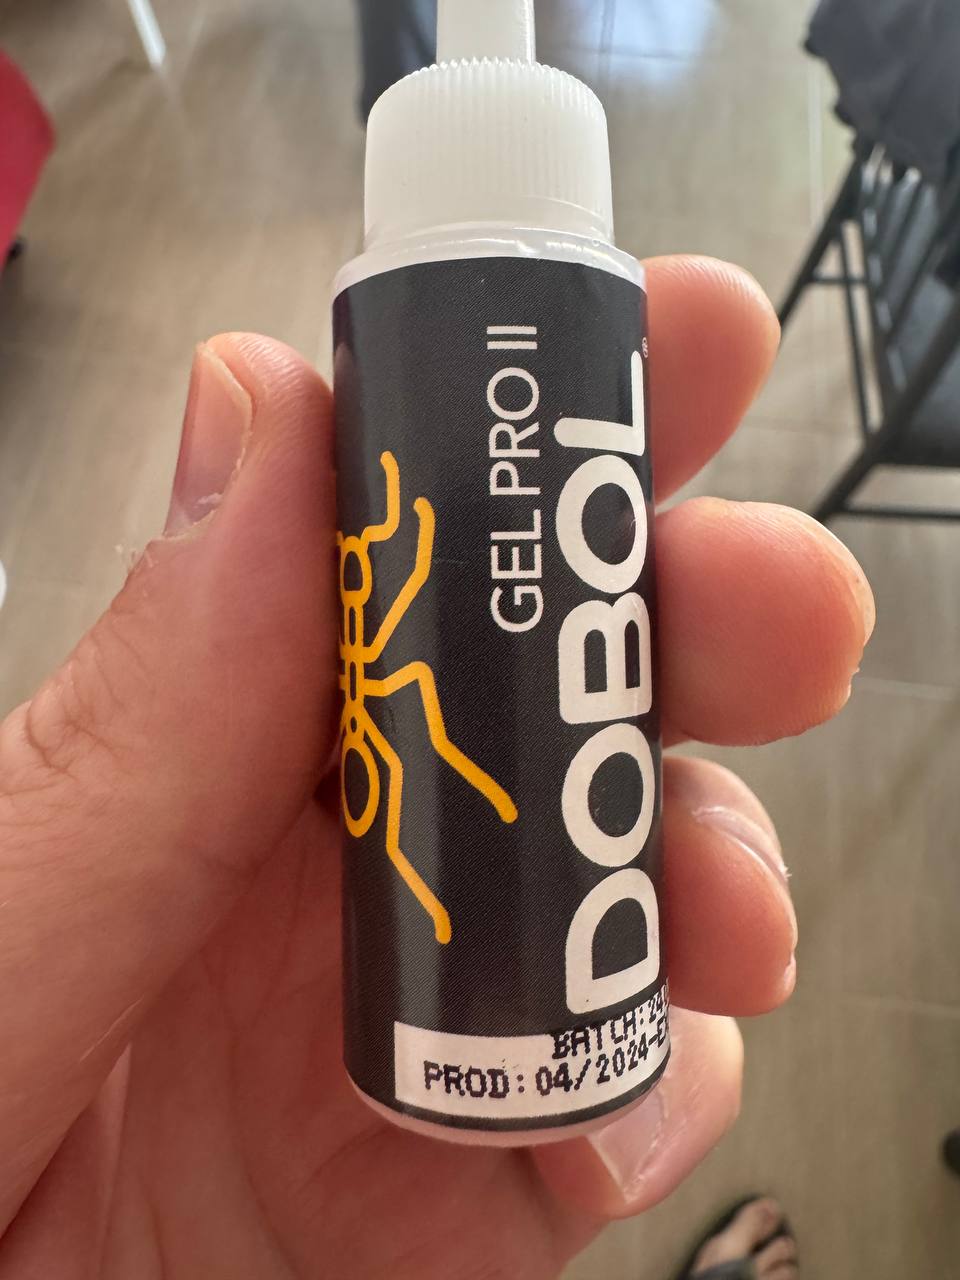 GEL PRO II
DOBOL®
BATCH:
PROD: 04/2024